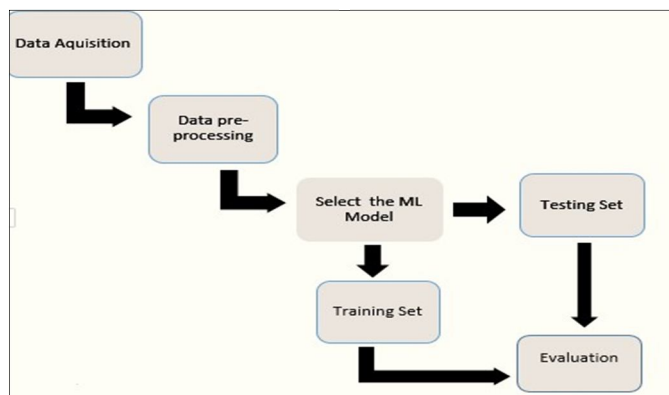 Data Aquisition
Data pre-
processing
Select the ML
Model
Testing Set
Training Set
Evaluation